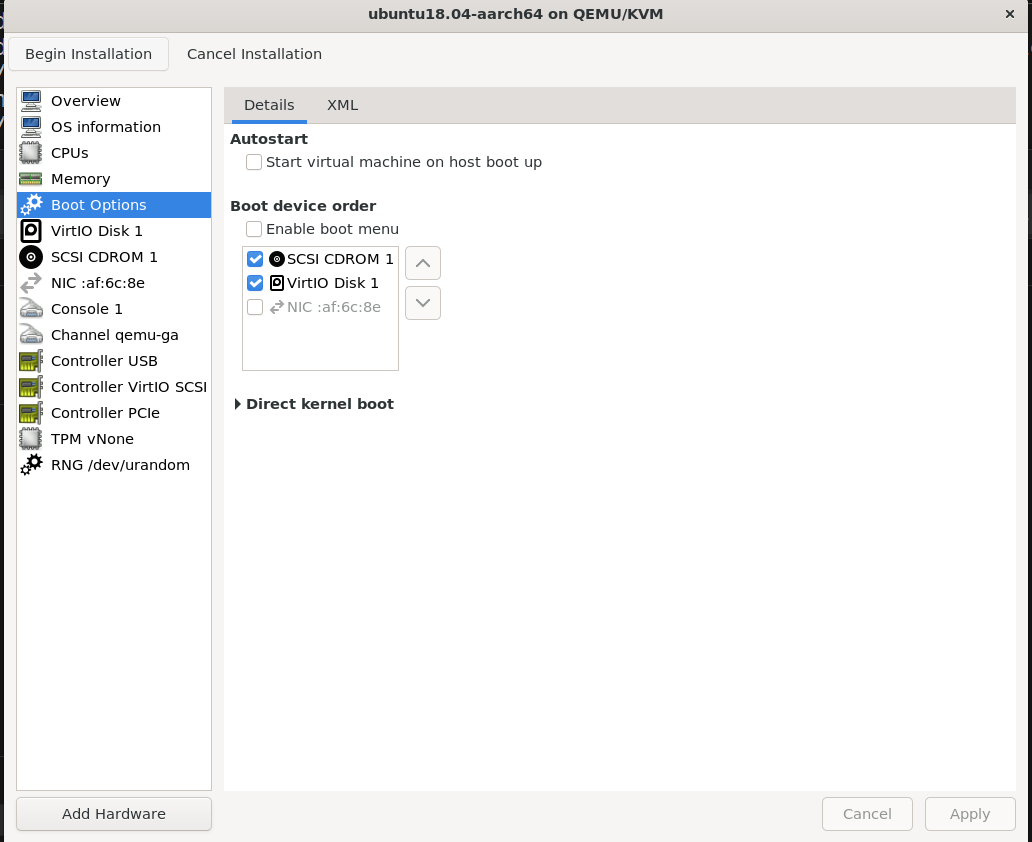 ubuntu18.04-aarch64 on QEMU/KVM
Begin Installation
Cancel Installation
Overview
OS information
CPUs
Memory
Boot Options
VirtIO Disk 1
SCSI CDROM 1
NIC :af:6c:8e
Console 1
Channel qemu-ga
Controller USB
Controller VirtIO SCSI
Controller PCIe
TPM vNone
RNG /dev/urandom
Add Hardware
Details
XML
Autostart
Start virtual machine on host boot up
Boot device order
Enable boot menu
SCSI CDROM 1
VirtIO Disk 1
NIC :af:6c:8e
Direct kernel boot
Cancel
Apply